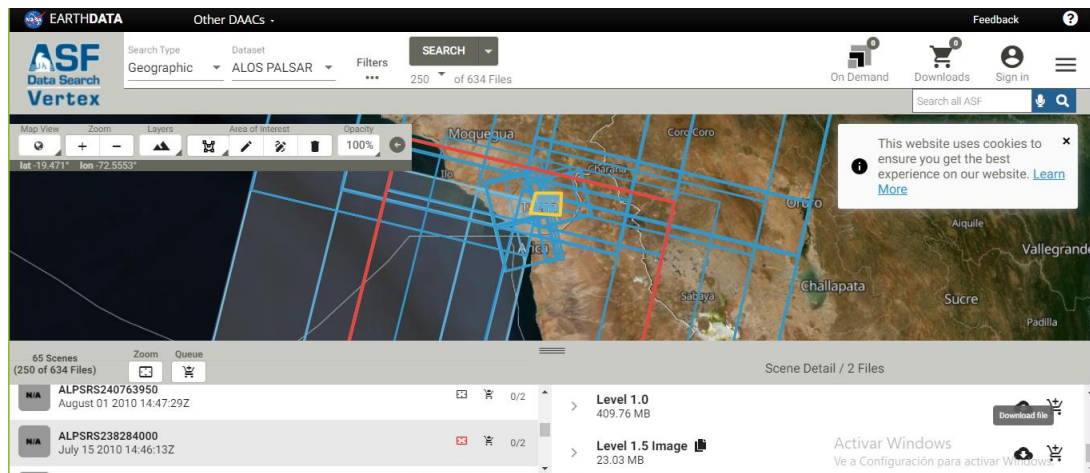 EARTHDATA Other DAACs Feedback ?
ASF
Data Search
Vertex
Search Type Dataset
Geographic ALOS PALSAR Filters SEARCH
250 of 634 Files
0 0
On Demand Downloads Sign in
Search all ASF
Map View Zoom Layers Area of Interest Opacity
+ − 100%
lat -19.471° lon -72.5553°
Moquegua Coro Coro
Ilo Charana
Oruro
Arica
Aiquile
Vallegrande
Challapata
Sabaya Sucre
Padilla
This website uses cookies to
ensure you get the best
experience on our website. Learn
More
×
65 Scenes
(250 of 634 Files)
Zoom Queue
Scene Detail / 2 Files
N/A ALPSRS240763950
August 01 2010 14:47:29Z 0/2
N/A ALPSRS238284000
July 15 2010 14:46:13Z 0/2
Level 1.0
409.76 MB
Download file
Level 1.5 Image
23.03 MB
Activar Windows
Ve a Configuración para activar Windows.